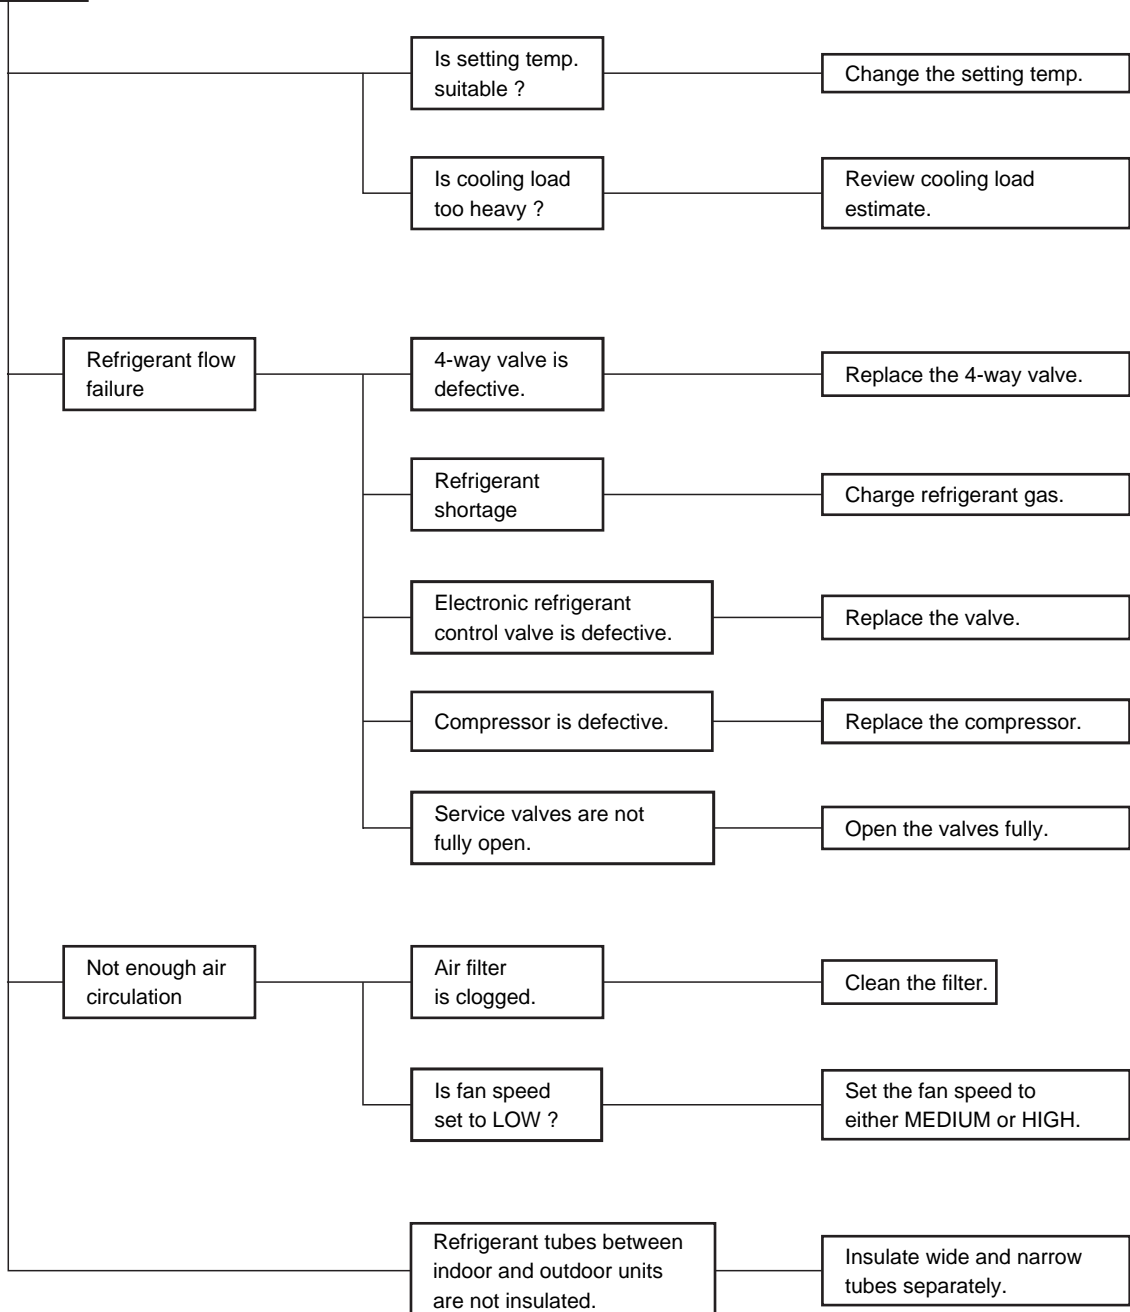 Is setting temp.
suitable ?
Change the setting temp.
Is cooling load
too heavy ?
Review cooling load
estimate.
Refrigerant flow
failure
4-way valve is
defective.
Replace the 4-way valve.
Refrigerant
shortage
Charge refrigerant gas.
Electronic refrigerant
control valve is defective.
Replace the valve.
Compressor is defective.
Replace the compressor.
Service valves are not
fully open.
Open the valves fully.
Not enough air
circulation
Air filter
is clogged.
Clean the filter.
Is fan speed
set to LOW ?
Set the fan speed to
either MEDIUM or HIGH.
Refrigerant tubes between
indoor and outdoor units
are not insulated.
Insulate wide and narrow
tubes separately.